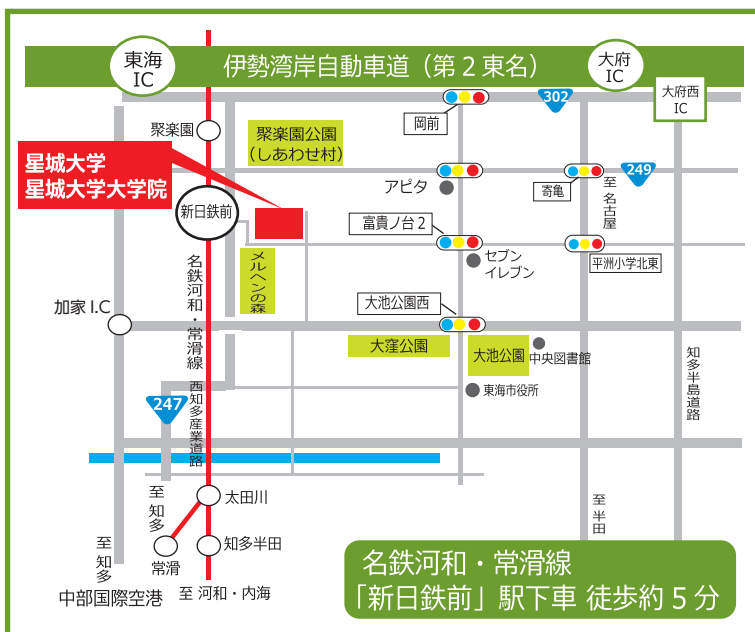 東海
IC
伊勢湾岸自動車道（第２東名）
大府
IC
大府西
IC
302
岡前
聚楽園
聚楽園公園
(しあわせ村)
星城大学
星城大学大学院
アピタ
249
寄亀
至 名古屋
新日鉄前
富貴ノ台 2
セブン
イレブン
平洲小学北東
メルヘンの森
名鉄河和・常滑線
加家 I.C
大池公園西
大窪公園
大池公園
中央図書館
東海市役所
知多半島道路
247
西知多産業道路
至 知多
太田川
至 半田
至 知多
常滑
知多半田
中部国際空港
至 河和・内海
名鉄河和・常滑線
「新日鉄前」駅下車 徒歩約 5 分